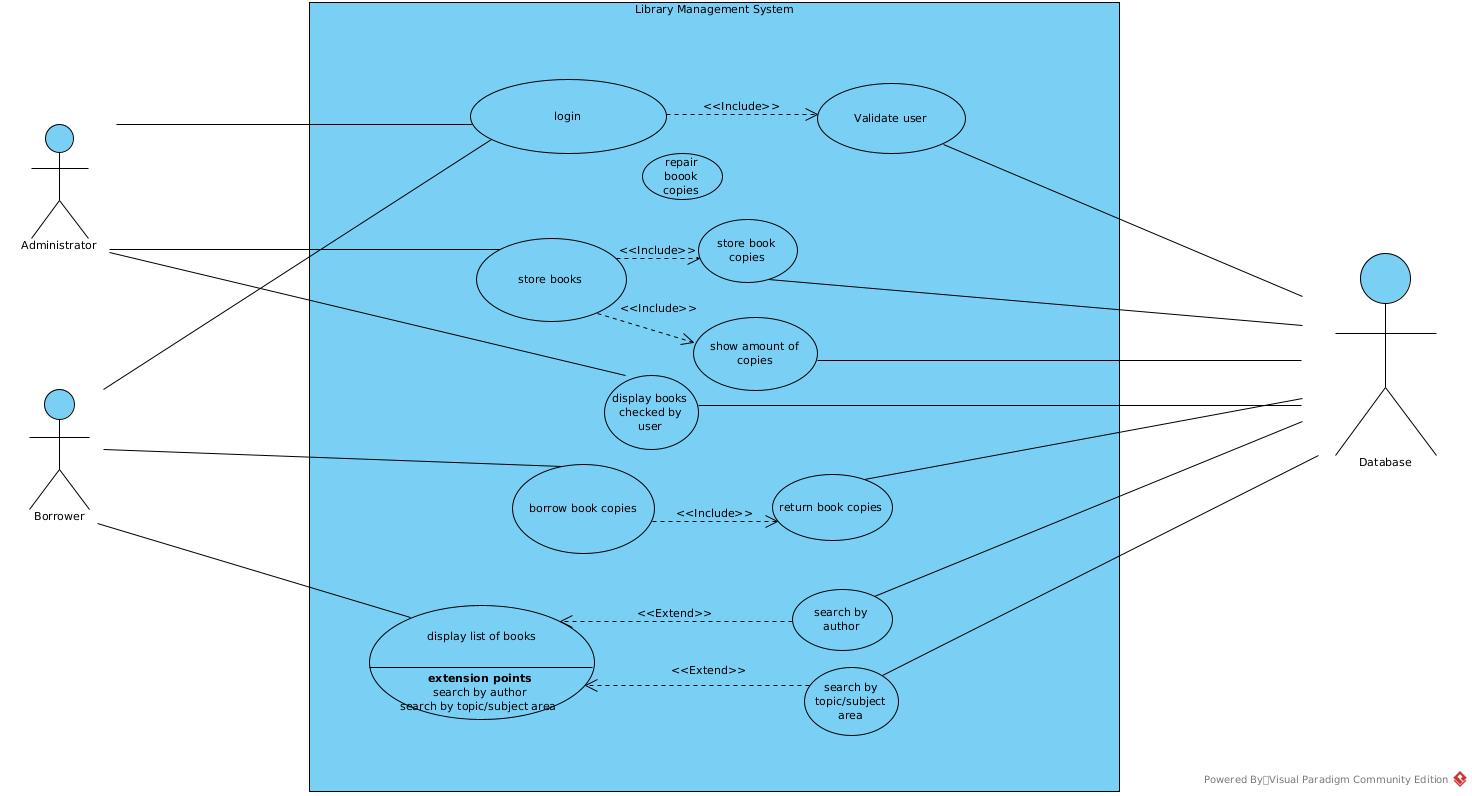 Library Management System
login
<<Include>>
Validate user
repair
boook
copies
Administrator
store books
<<Include>>
store book
copies
<<Include>>
show amount of
copies
display books
checked by
user
Database
Borrower
borrow book copies
<<Include>>
return book copies
display list of books
<<Extend>>
search by
author
extension points
search by author
search by topic/subject area
<<Extend>>
search by
topic/subject
area
Powered By Visual Paradigm Community Edition